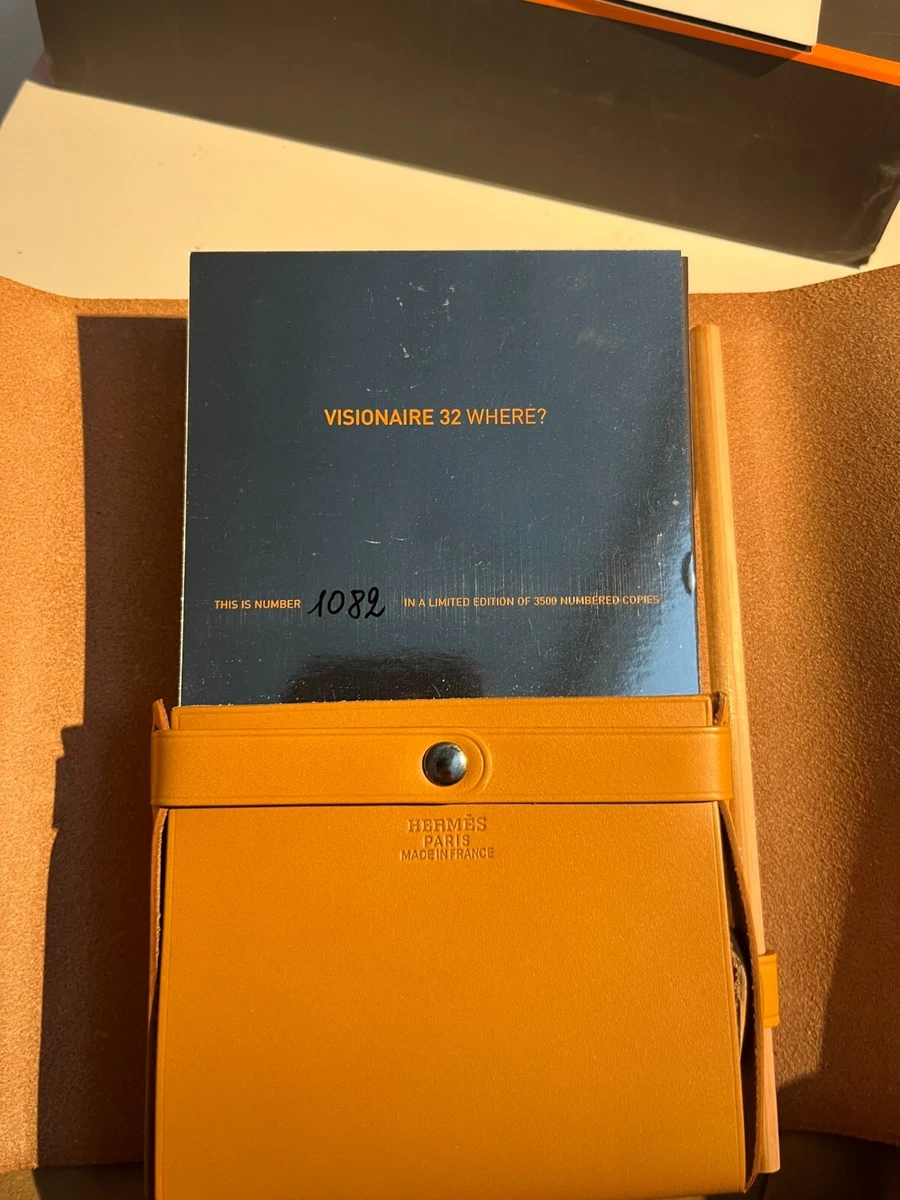 VISIONAIRE 32 WHERE?
THIS IS NUMBER 1082 IN A LIMITED EDITION OF 3500 NUMBERED COPIES
HERMÈS
PARIS
MADE IN FRANCE